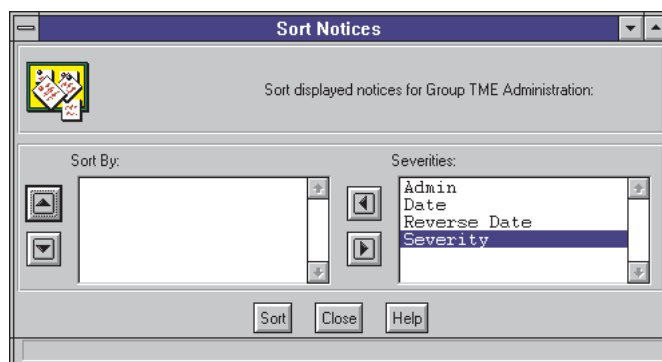 Sort Notices
Sort displayed notices for Group TME Administration:
Sort By:
Severities:
Admin
Date
Reverse Date
Severity
Sort
Close
Help